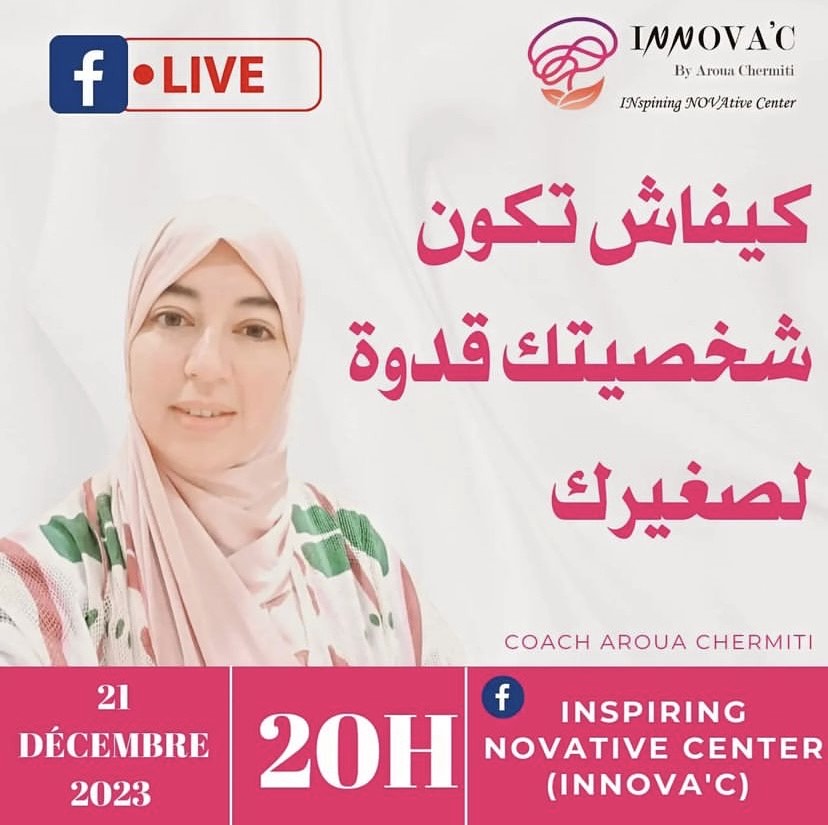 LIVE
INNOVA'C
By Aroua Chermiti
INspining NOVAtive Center
كيفاش تكون
شخصيتك قدوة
لصغيرك
COACH AROUA CHERMITI
21
DÉCEMBRE
2023
20H
INSPIRING
NOVATIVE CENTER
(INNOVA'C)